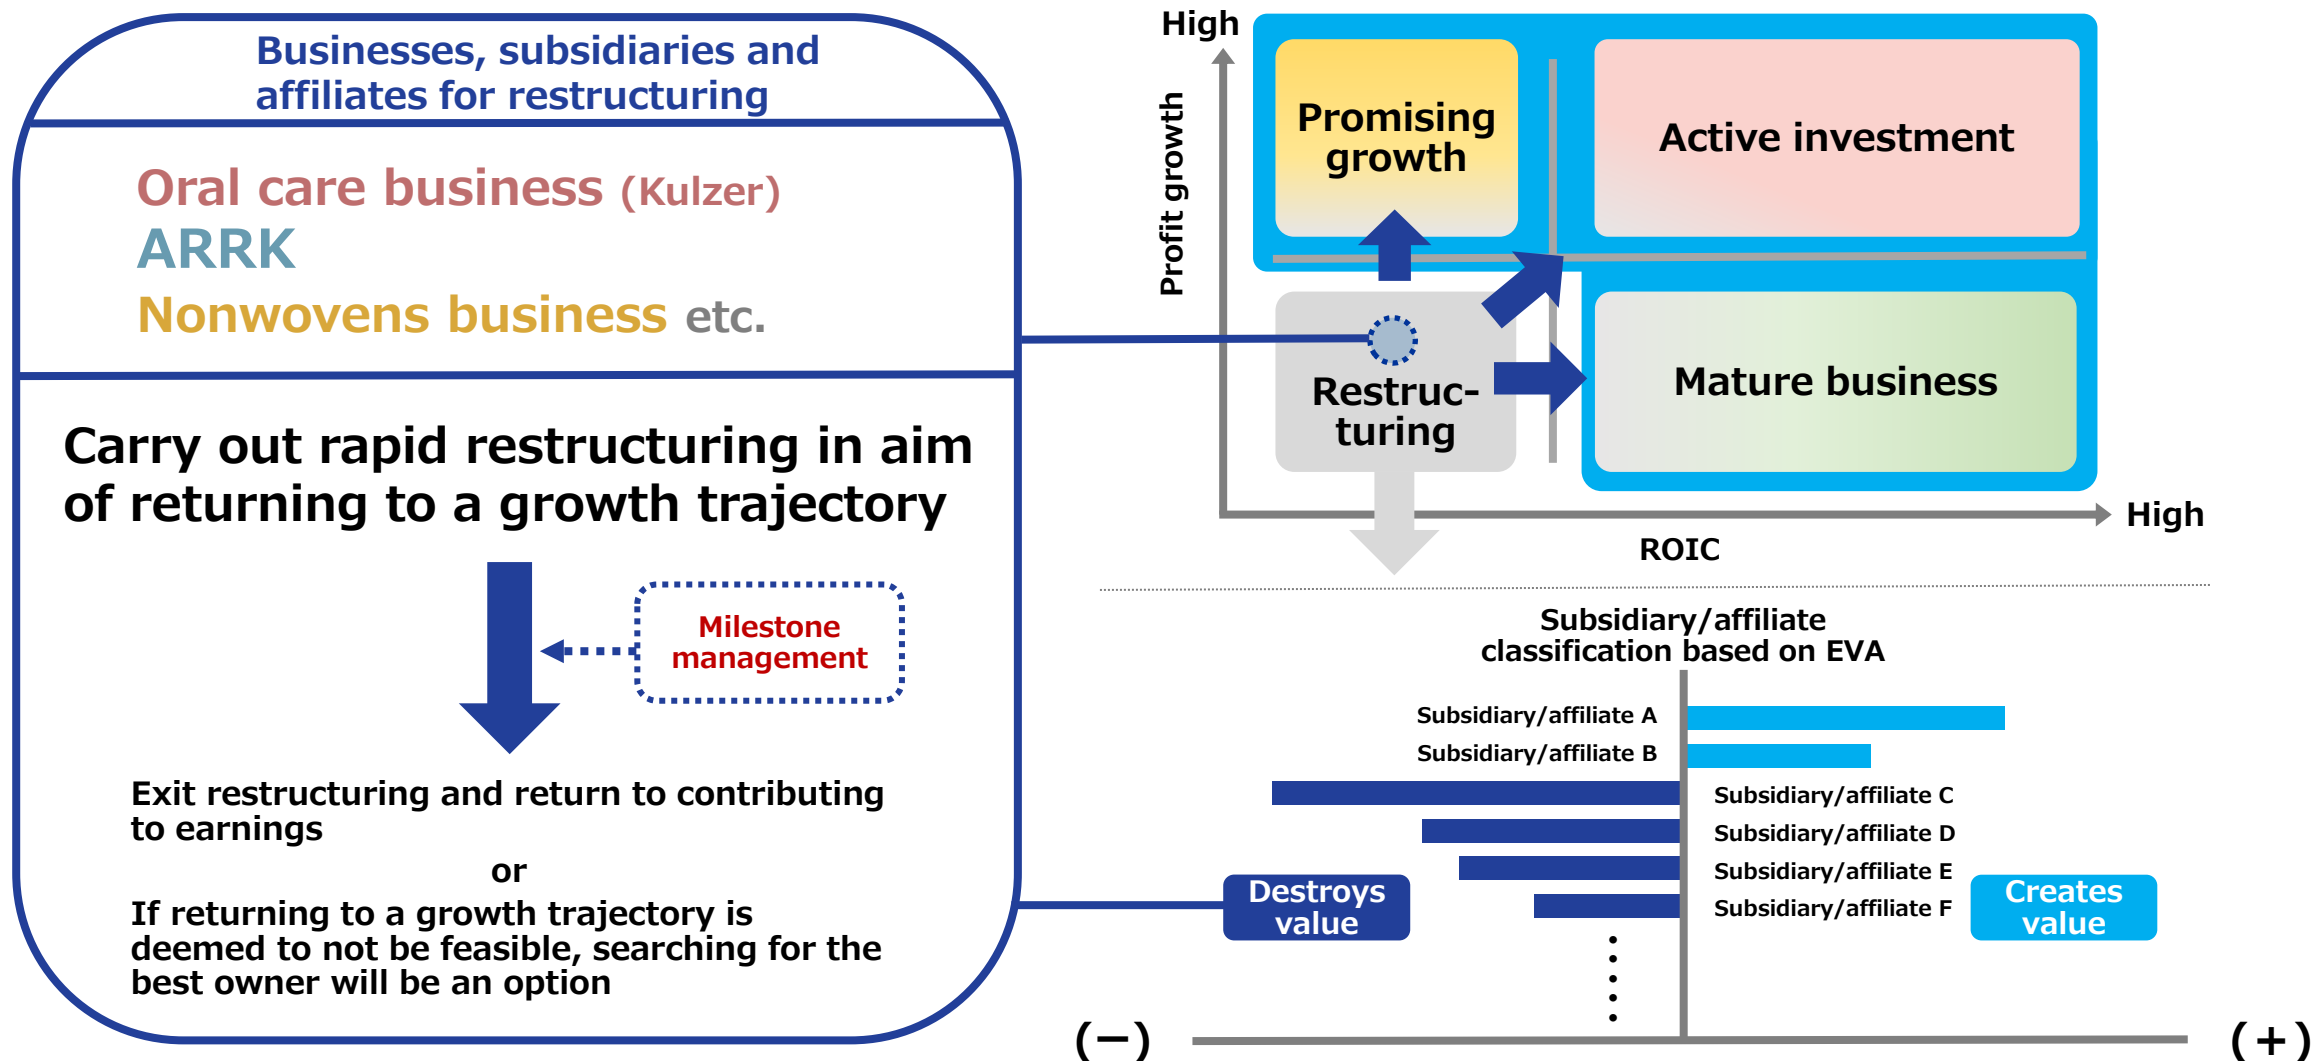 Businesses, subsidiaries and
affiliates for restructuring
Oral care business (Kulzer)
ARRK
Nonwovens business etc.
Carry out rapid restructuring in aim
of returning to a growth trajectory
Milestone
management
Exit restructuring and return to contributing
to earnings
or
If returning to a growth trajectory is
deemed to not be feasible, searching for the
best owner will be an option
High
Profit growth
Promising
growth
Active investment
Restruc-
turing
Mature business
High
ROIC
Subsidiary/affiliate
classification based on EVA
Subsidiary/affiliate A
Subsidiary/affiliate B
Subsidiary/affiliate C
Subsidiary/affiliate D
Subsidiary/affiliate E
Subsidiary/affiliate F
Destroys
value
Creates
value
(−)
(+)